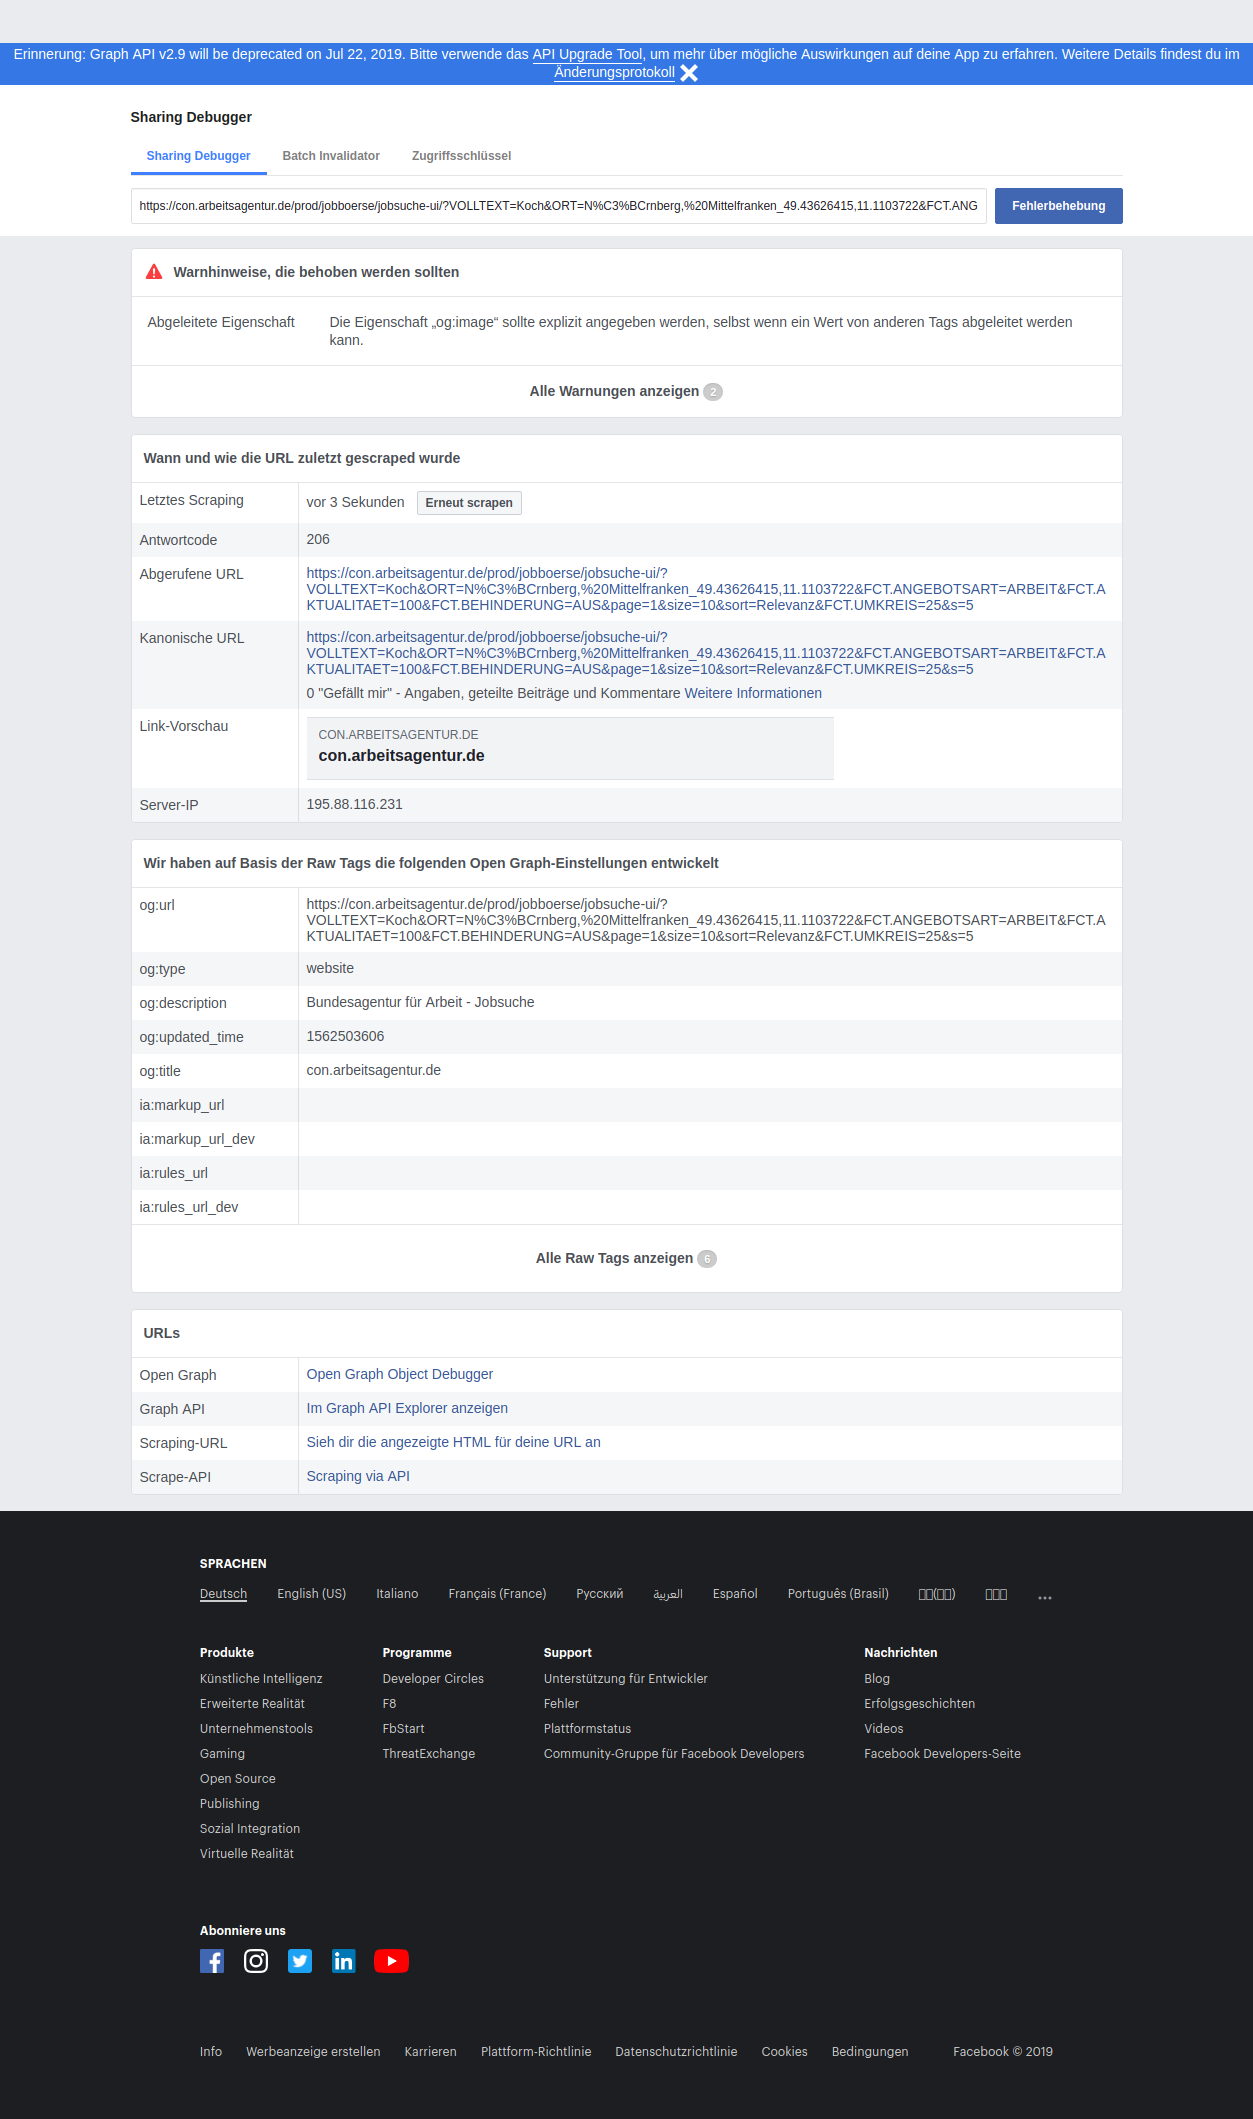 Erinnerung: Graph API v2.9 will be deprecated on Jul 22, 2019. Bitte verwende das API Upgrade Tool, um mehr über mögliche Auswirkungen auf deine App zu erfahren. Weitere Details findest du im
Änderungsprotokoll
Sharing Debugger
Sharing Debugger Batch Invalidator Zugriffsschlüssel
https://con.arbeitsagentur.de/prod/jobboerse/jobsuche-ui/?VOLLTEXT=Koch&ORT=N%C3%BCrnberg,%20Mittelfranken_49.43626415,11.1103722&FCT.ANG Fehlerbehebung
Warnhinweise, die behoben werden sollten
Abgeleitete Eigenschaft Die Eigenschaft „og:image“ sollte explizit angegeben werden, selbst wenn ein Wert von anderen Tags abgeleitet werden
kann.
Alle Warnungen anzeigen 2
Wann und wie die URL zuletzt gescraped wurde
Letztes Scraping vor 3 Sekunden Erneut scrapen
Antwortcode 206
Abgerufene URL https://con.arbeitsagentur.de/prod/jobboerse/jobsuche-ui/?
VOLLTEXT=Koch&ORT=N%C3%BCrnberg,%20Mittelfranken_49.43626415,11.1103722&FCT.ANGEBOTSART=ARBEIT&FCT.A
KTUALITAET=100&FCT.BEHINDERUNG=AUS&page=1&size=10&sort=Relevanz&FCT.UMKREIS=25&s=5
Kanonische URL https://con.arbeitsagentur.de/prod/jobboerse/jobsuche-ui/?
VOLLTEXT=Koch&ORT=N%C3%BCrnberg,%20Mittelfranken_49.43626415,11.1103722&FCT.ANGEBOTSART=ARBEIT&FCT.A
KTUALITAET=100&FCT.BEHINDERUNG=AUS&page=1&size=10&sort=Relevanz&FCT.UMKREIS=25&s=5
0 "Gefällt mir" - Angaben, geteilte Beiträge und Kommentare Weitere Informationen
Link-Vorschau CON.ARBEITSAGENTUR.DE
con.arbeitsagentur.de
Server-IP 195.88.116.231
Wir haben auf Basis der Raw Tags die folgenden Open Graph-Einstellungen entwickelt
og:url https://con.arbeitsagentur.de/prod/jobboerse/jobsuche-ui/?
VOLLTEXT=Koch&ORT=N%C3%BCrnberg,%20Mittelfranken_49.43626415,11.1103722&FCT.ANGEBOTSART=ARBEIT&FCT.A
KTUALITAET=100&FCT.BEHINDERUNG=AUS&page=1&size=10&sort=Relevanz&FCT.UMKREIS=25&s=5
og:type website
og:description Bundesagentur für Arbeit - Jobsuche
og:updated_time 1562503606
og:title con.arbeitsagentur.de
ia:markup_url
ia:markup_url_dev
ia:rules_url
ia:rules_url_dev
Alle Raw Tags anzeigen 6
URLs
Open Graph Open Graph Object Debugger
Graph API Im Graph API Explorer anzeigen
Scraping-URL Sieh dir die angezeigte HTML für deine URL an
Scrape-API Scraping via API
SPRACHEN
Deutsch English (US) Italiano Français (France) Русский العربية Español Português (Brasil) ...
Produkte Programme Support Nachrichten
Künstliche Intelligenz Developer Circles Unterstützung für Entwickler Blog
Erweiterte Realität F8 Fehler Erfolgsgeschichten
Unternehmenstools FbStart Plattformstatus Videos
Gaming ThreatExchange Community-Gruppe für Facebook Developers Facebook Developers-Seite
Open Source
Publishing
Sozial Integration
Virtuelle Realität
Abonniere uns
Info Werbeanzeige erstellen Karrieren Plattform-Richtlinie Datenschutzrichtlinie Cookies Bedingungen Facebook © 2019